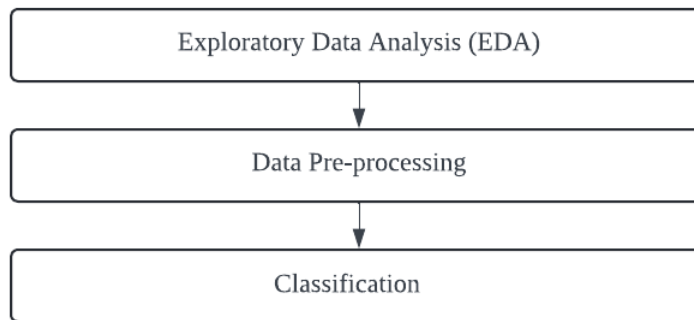 Exploratory Data Analysis (EDA)
Data Pre-processing
Classification